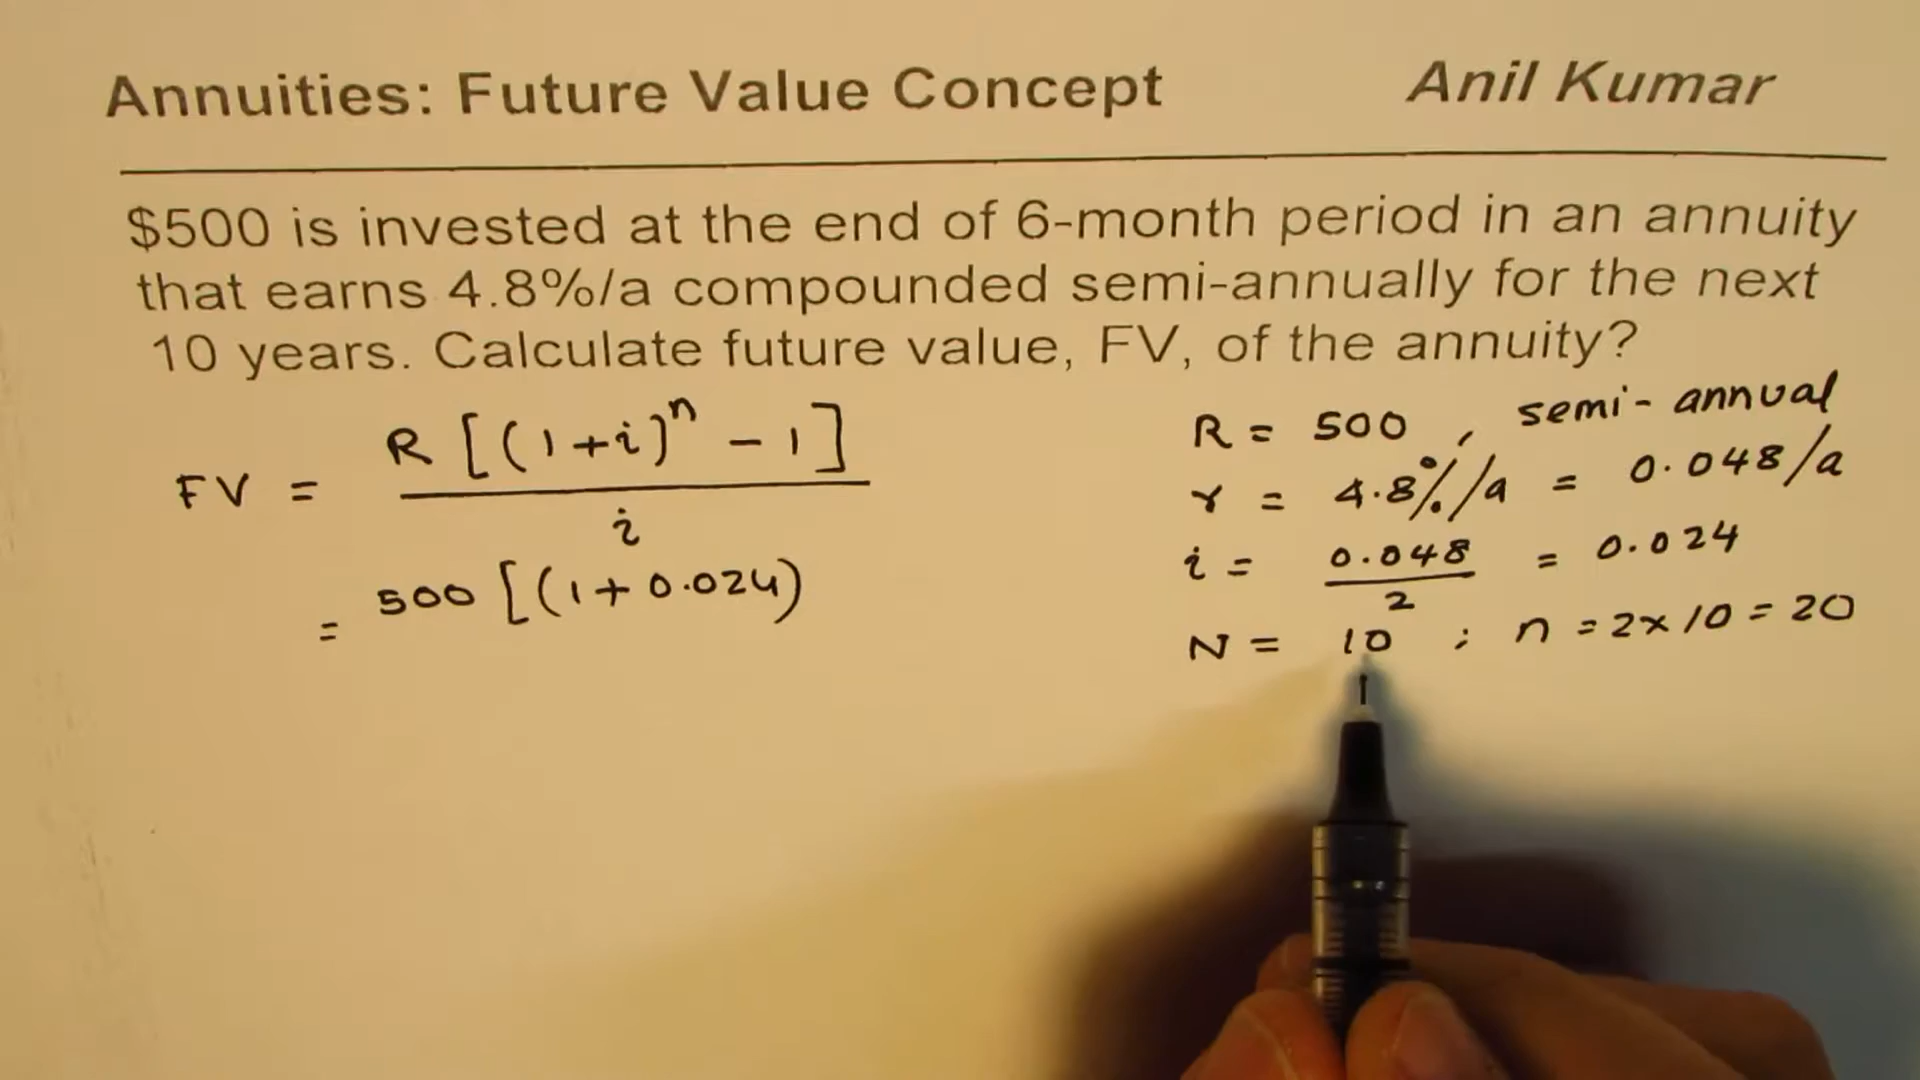 Annuities: Future Value Concept Anil Kumar
$500 is invested at the end of 6-month period in an annuity
that earns 4.8%/a compounded semi-annually for the next
10 years. Calculate future value, FV, of the annuity?
FV = R[(1+i)^n - 1] / i
= 500 [(1+0.024)
R = 500 , semi-annual
r = 4.8%/a = 0.048/a
i = 0.048/2 = 0.024
N = 10 ; n = 2x10 = 20